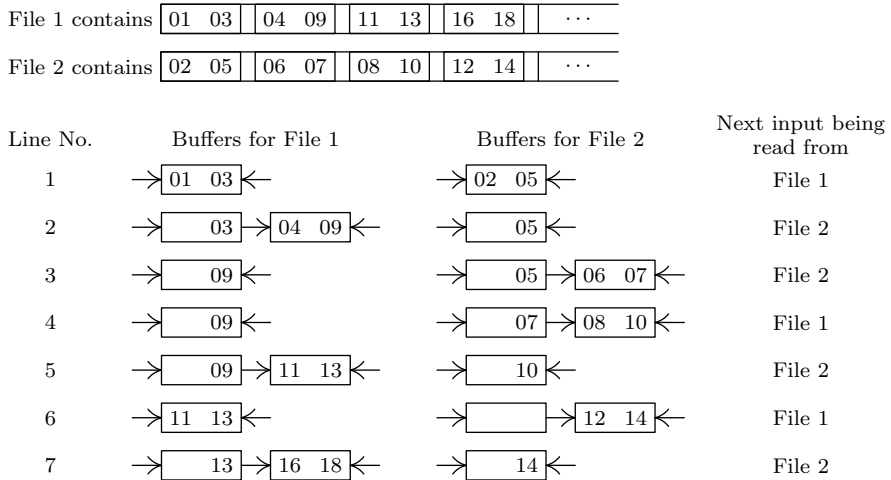 File 1 contains 01 03 04 09 11 13 16 18 ···
File 2 contains 02 05 06 07 08 10 12 14 ···
Line No. Buffers for File 1 Buffers for File 2 Next input being read from
1 01 03 02 05 File 1
2 03 04 09 05 File 2
3 09 05 06 07 File 2
4 09 07 08 10 File 1
5 09 11 13 10 File 2
6 11 13 12 14 File 1
7 13 16 18 14 File 2